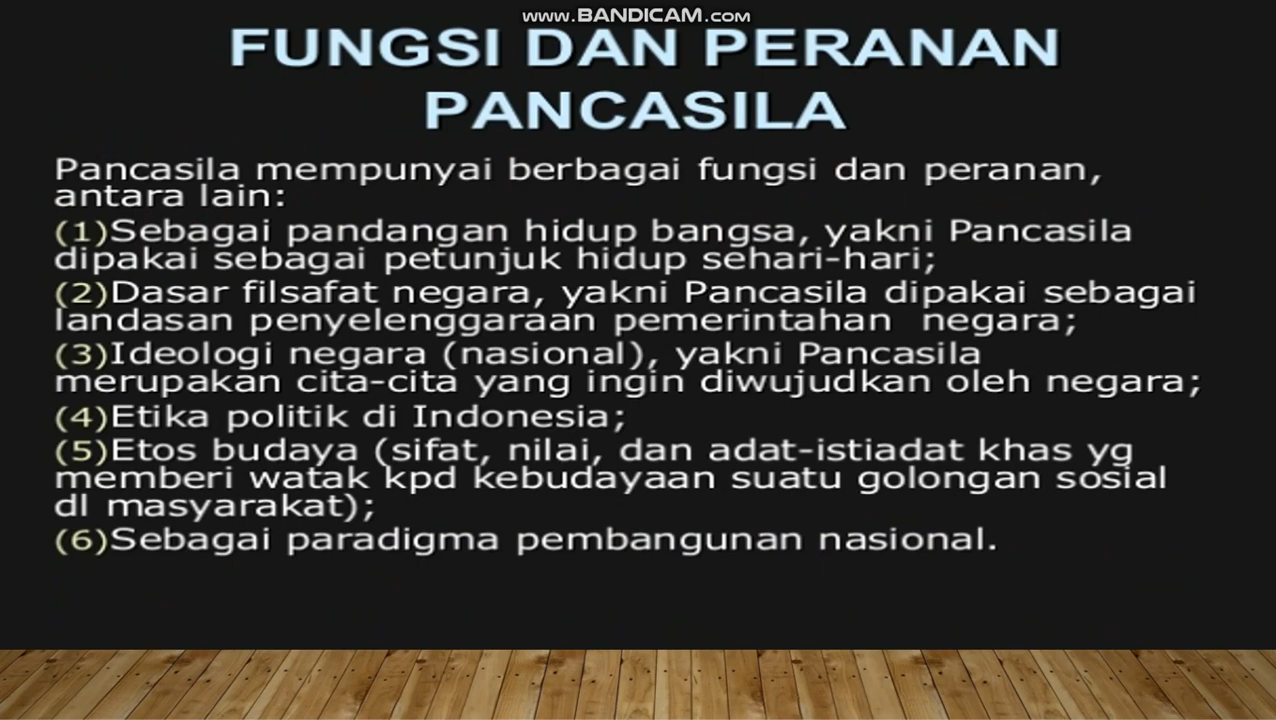 www.BANDICAM.com
FUNGSI DAN PERANAN
PANCASILA
Pancasila mempunyai berbagai fungsi dan peranan,
antara lain:
(1)Sebagai pandangan hidup bangsa, yakni Pancasila
dipakai sebagai petunjuk hidup sehari-hari;
(2)Dasar filsafat negara, yakni Pancasila dipakai sebagai
landasan penyelenggaraan pemerintahan  negara;
(3)Ideologi negara (nasional), yakni Pancasila
merupakan cita-cita yang ingin diwujudkan oleh negara;
(4)Etika politik di Indonesia;
(5)Etos budaya (sifat, nilai, dan adat-istiadat khas yg
memberi watak kpd kebudayaan suatu golongan sosial
dl masyarakat);
(6)Sebagai paradigma pembangunan nasional.